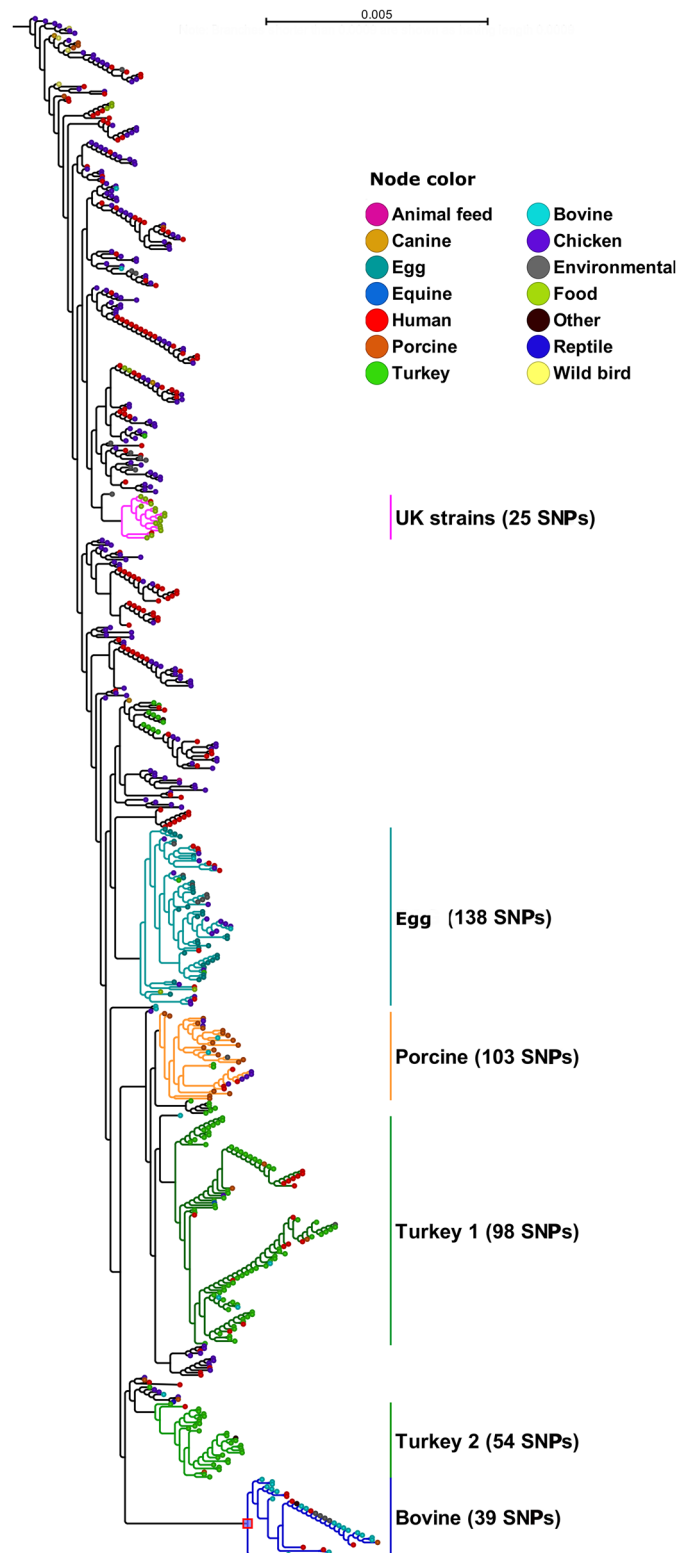 0.005
Node color
Animal feed
Canine
Egg
Equine
Human
Porcine
Turkey
Bovine
Chicken
Environmental
Food
Other
Reptile
Wild bird
UK strains (25 SNPs)
Egg (138 SNPs)
Porcine (103 SNPs)
Turkey 1 (98 SNPs)
Turkey 2 (54 SNPs)
Bovine (39 SNPs)